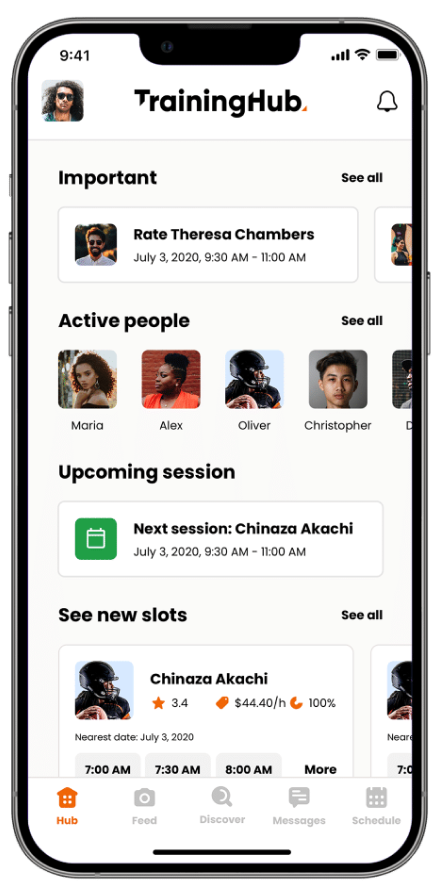 9:41
TrainingHub.
Important See all
Rate Theresa Chambers
July 3, 2020, 9:30 AM - 11:00 AM
Active people See all
Maria Alex Oliver Christopher D
Upcoming session
Next session: Chinaza Akachi
July 3, 2020, 9:30 AM - 11:00 AM
See new slots See all
Chinaza Akachi
3.4 $44.40/h 100%
Nearest date: July 3, 2020 Neare
7:00 AM 7:30 AM 8:00 AM More 7:0
Hub Feed Discover Messages Schedule